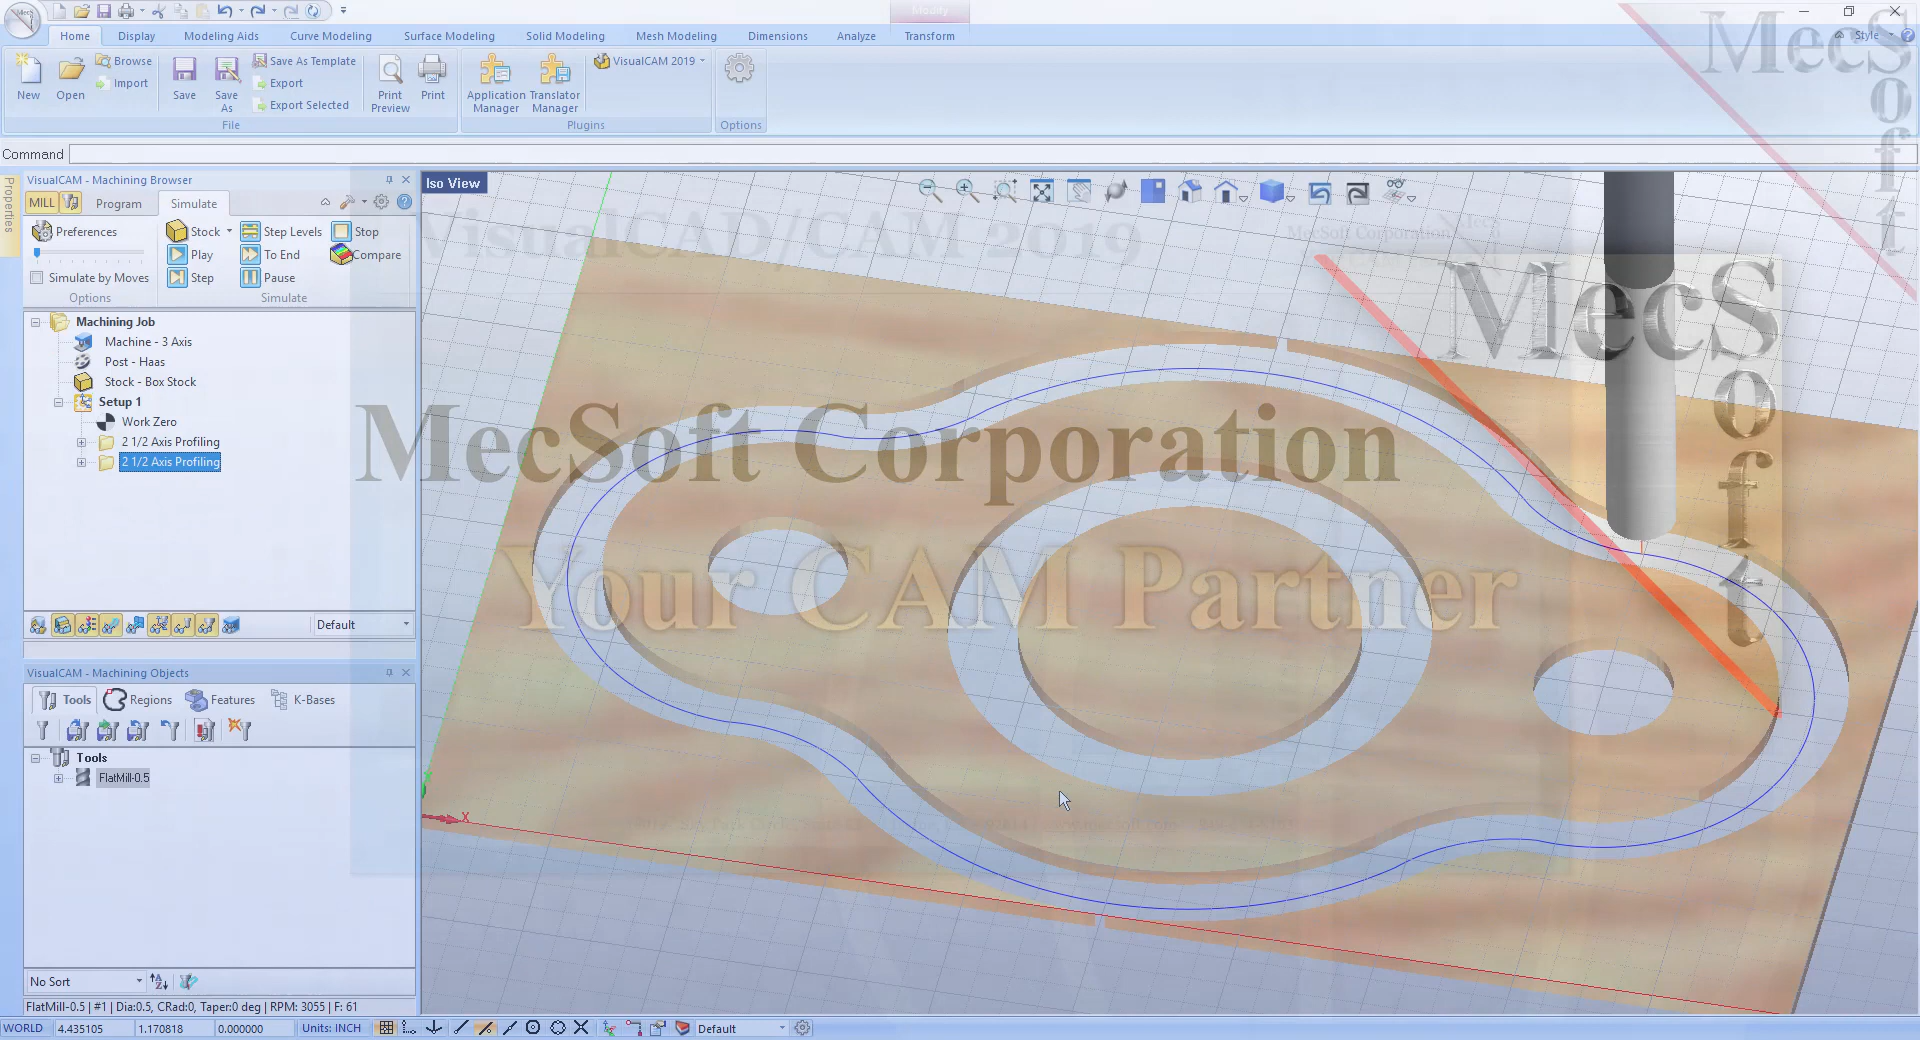 Modify
Home Display Modeling Aids Curve Modeling Surface Modeling Solid Modeling Mesh Modeling Dimensions Analyze Transform
Style
New Open Browse Import Save Save As Save As Template Export Export Selected Print Preview Print Application Manager Translator Manager VisualCAM 2019
File Plugins Options
Command
Properties
VisualCAM - Machining Browser
MILL Program Simulate
Preferences Stock Step Levels Stop
Play To End Compare
Simulate by Moves Step Pause
Options Simulate
Machining Job
Machine - 3 Axis
Post - Haas
Stock - Box Stock
Setup 1
Work Zero
2 1/2 Axis Profiling
2 1/2 Axis Profiling
Default
VisualCAM - Machining Objects
Tools Regions Features K-Bases
Tools
FlatMill-0.5
No Sort
FlatMill-0.5 | #1 | Dia:0.5, CRad:0, Taper:0 deg | RPM: 3055 | F: 61
WORLD 4.435105 1.170818 0.000000 Units: INCH Default
Iso View
VisualCAD/CAM 2019
MecSoft Corporation
MecSoft
MecSoft
MecSoft Corporation
Your CAM Partner
X